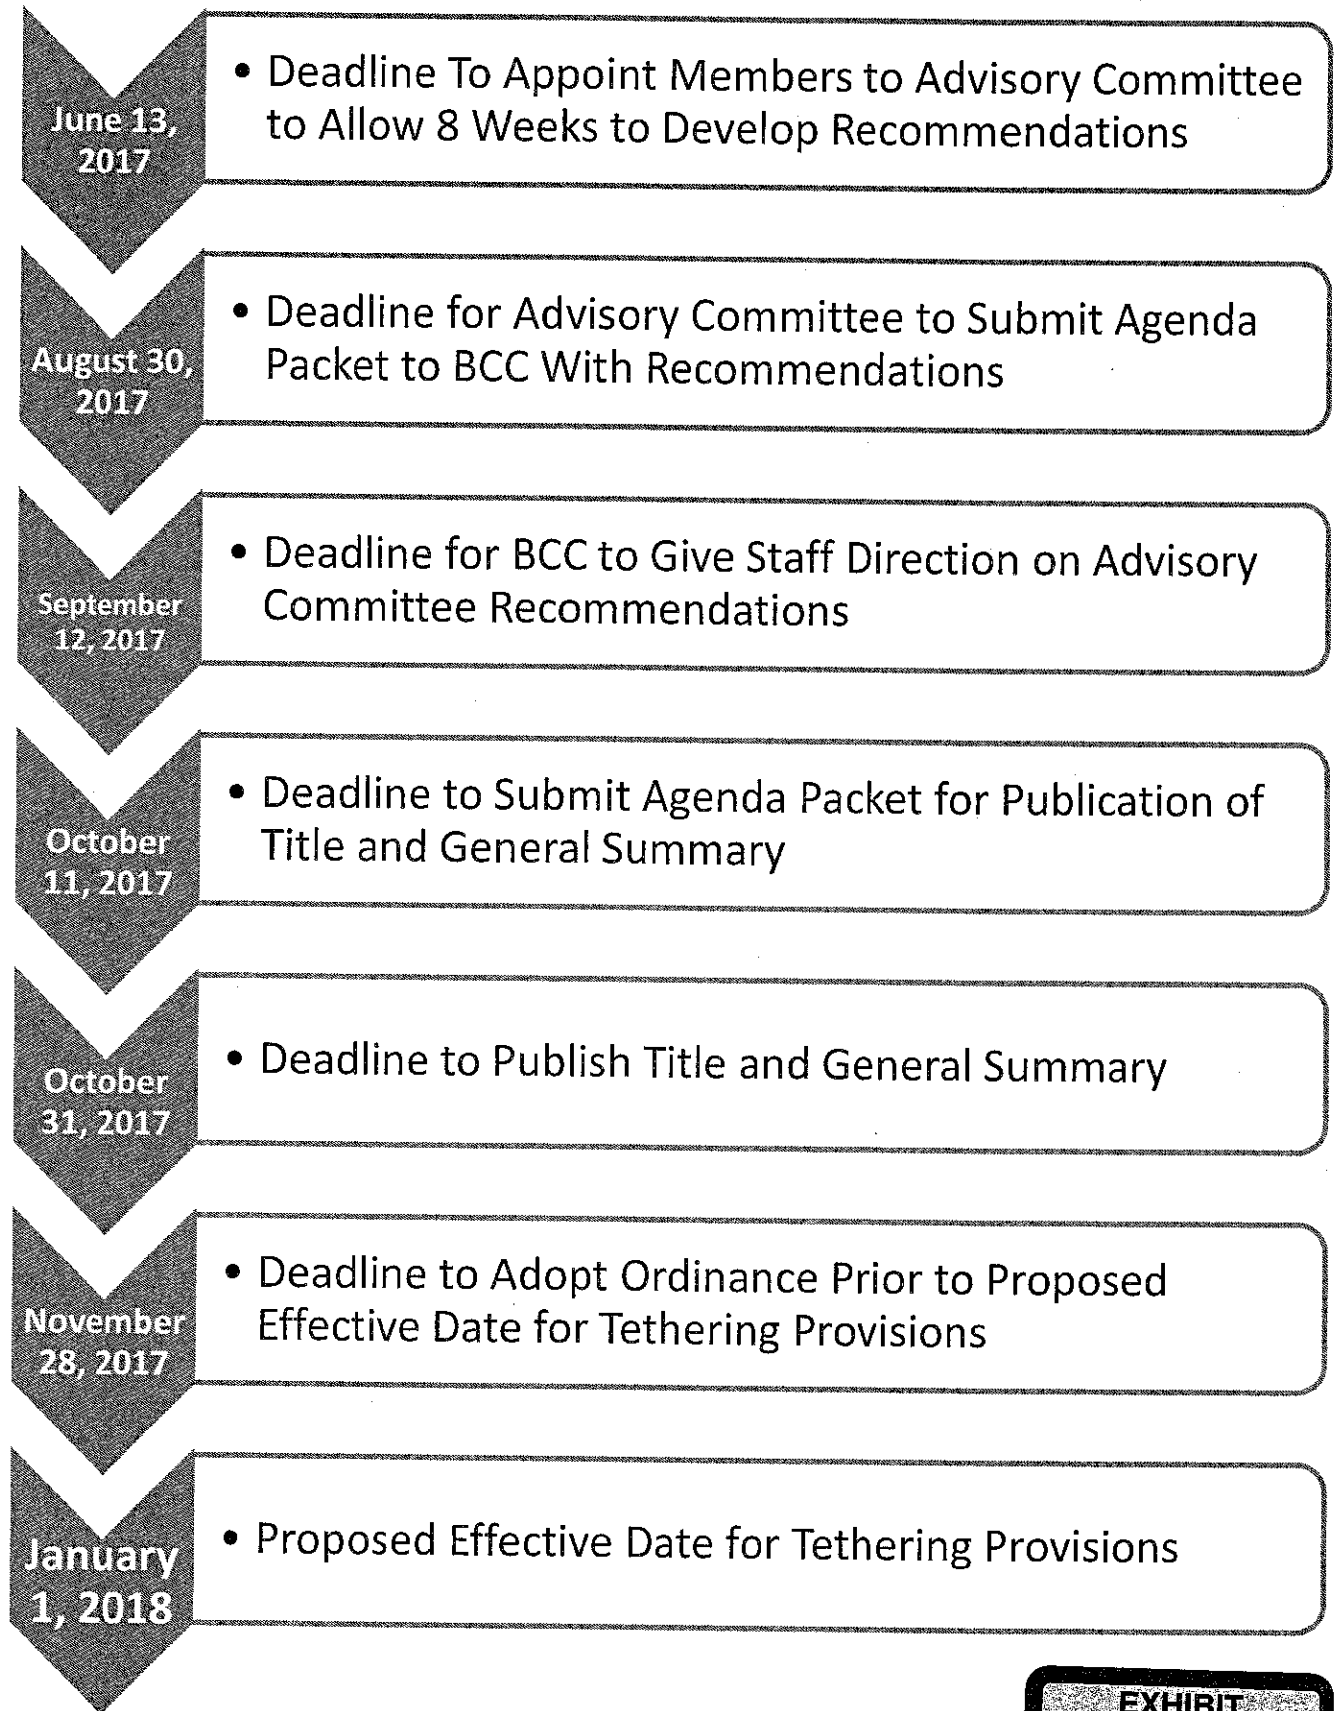 June 13,
2017
• Deadline To Appoint Members to Advisory Committee
to Allow 8 Weeks to Develop Recommendations
August 30,
2017
• Deadline for Advisory Committee to Submit Agenda
Packet to BCC With Recommendations
September
12, 2017
• Deadline for BCC to Give Staff Direction on Advisory
Committee Recommendations
October
11, 2017
• Deadline to Submit Agenda Packet for Publication of
Title and General Summary
October
31, 2017
• Deadline to Publish Title and General Summary
November
28, 2017
• Deadline to Adopt Ordinance Prior to Proposed
Effective Date for Tethering Provisions
January
1, 2018
• Proposed Effective Date for Tethering Provisions
EXHIBIT